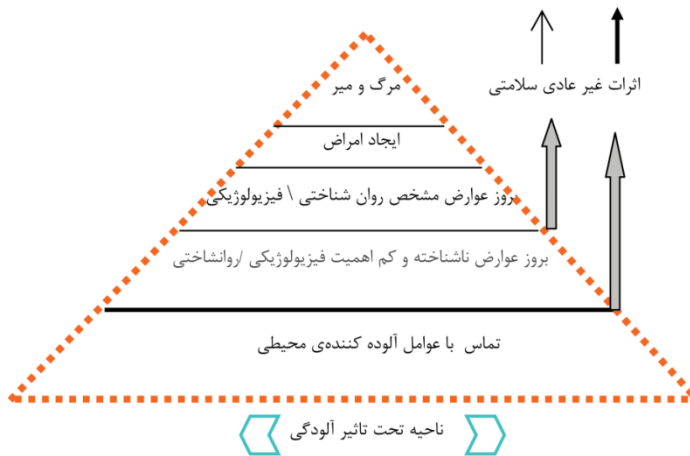 مرگ و میر
اثرات غیر عادی سلامتی
ایجاد امراض
بروز عوارض مشخص روان شناختی \ فیزیولوژیکی
بروز عوارض ناشناخته و کم اهمیت فیزیولوژیکی /روانشاختی
تماس با عوامل آلوده کننده‌ی محیطی
ناحیه تحت تاثیر آلودگی